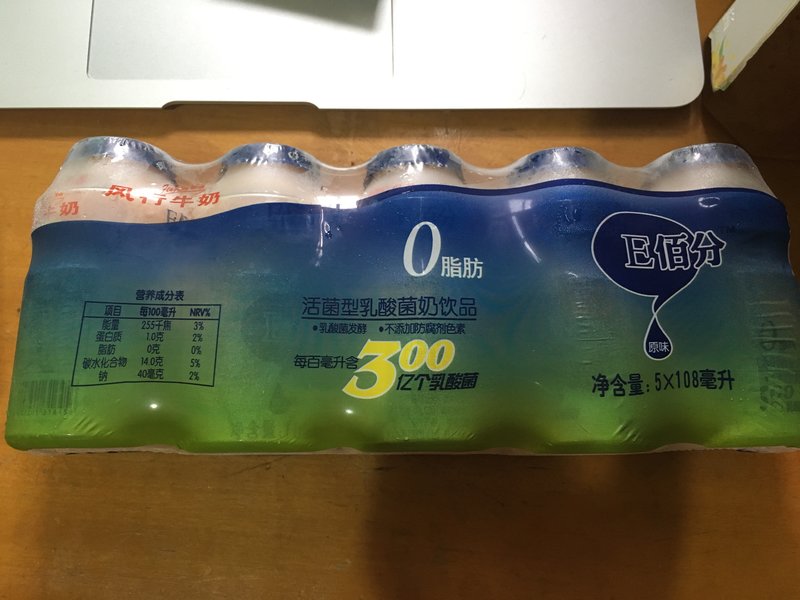 牛奶
风行牛奶
0脂肪
E佰分
原味
活菌型乳酸菌奶饮品
•乳酸菌发酵 •不添加防腐剂色素
每百毫升含300亿个乳酸菌
净含量：5×108毫升
营养成分表
项目 每100毫升 NRV%
能量 255千焦 3%
蛋白质 1.0克 2%
脂肪 0克 0%
碳水化合物 14.0克 5%
钠 40毫克 2%